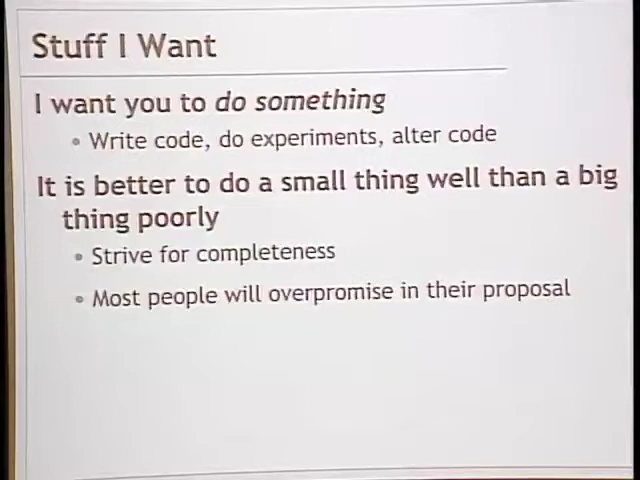 Stuff I Want
I want you to do something
• Write code, do experiments, alter code
It is better to do a small thing well than a big
thing poorly
• Strive for completeness
• Most people will overpromise in their proposal